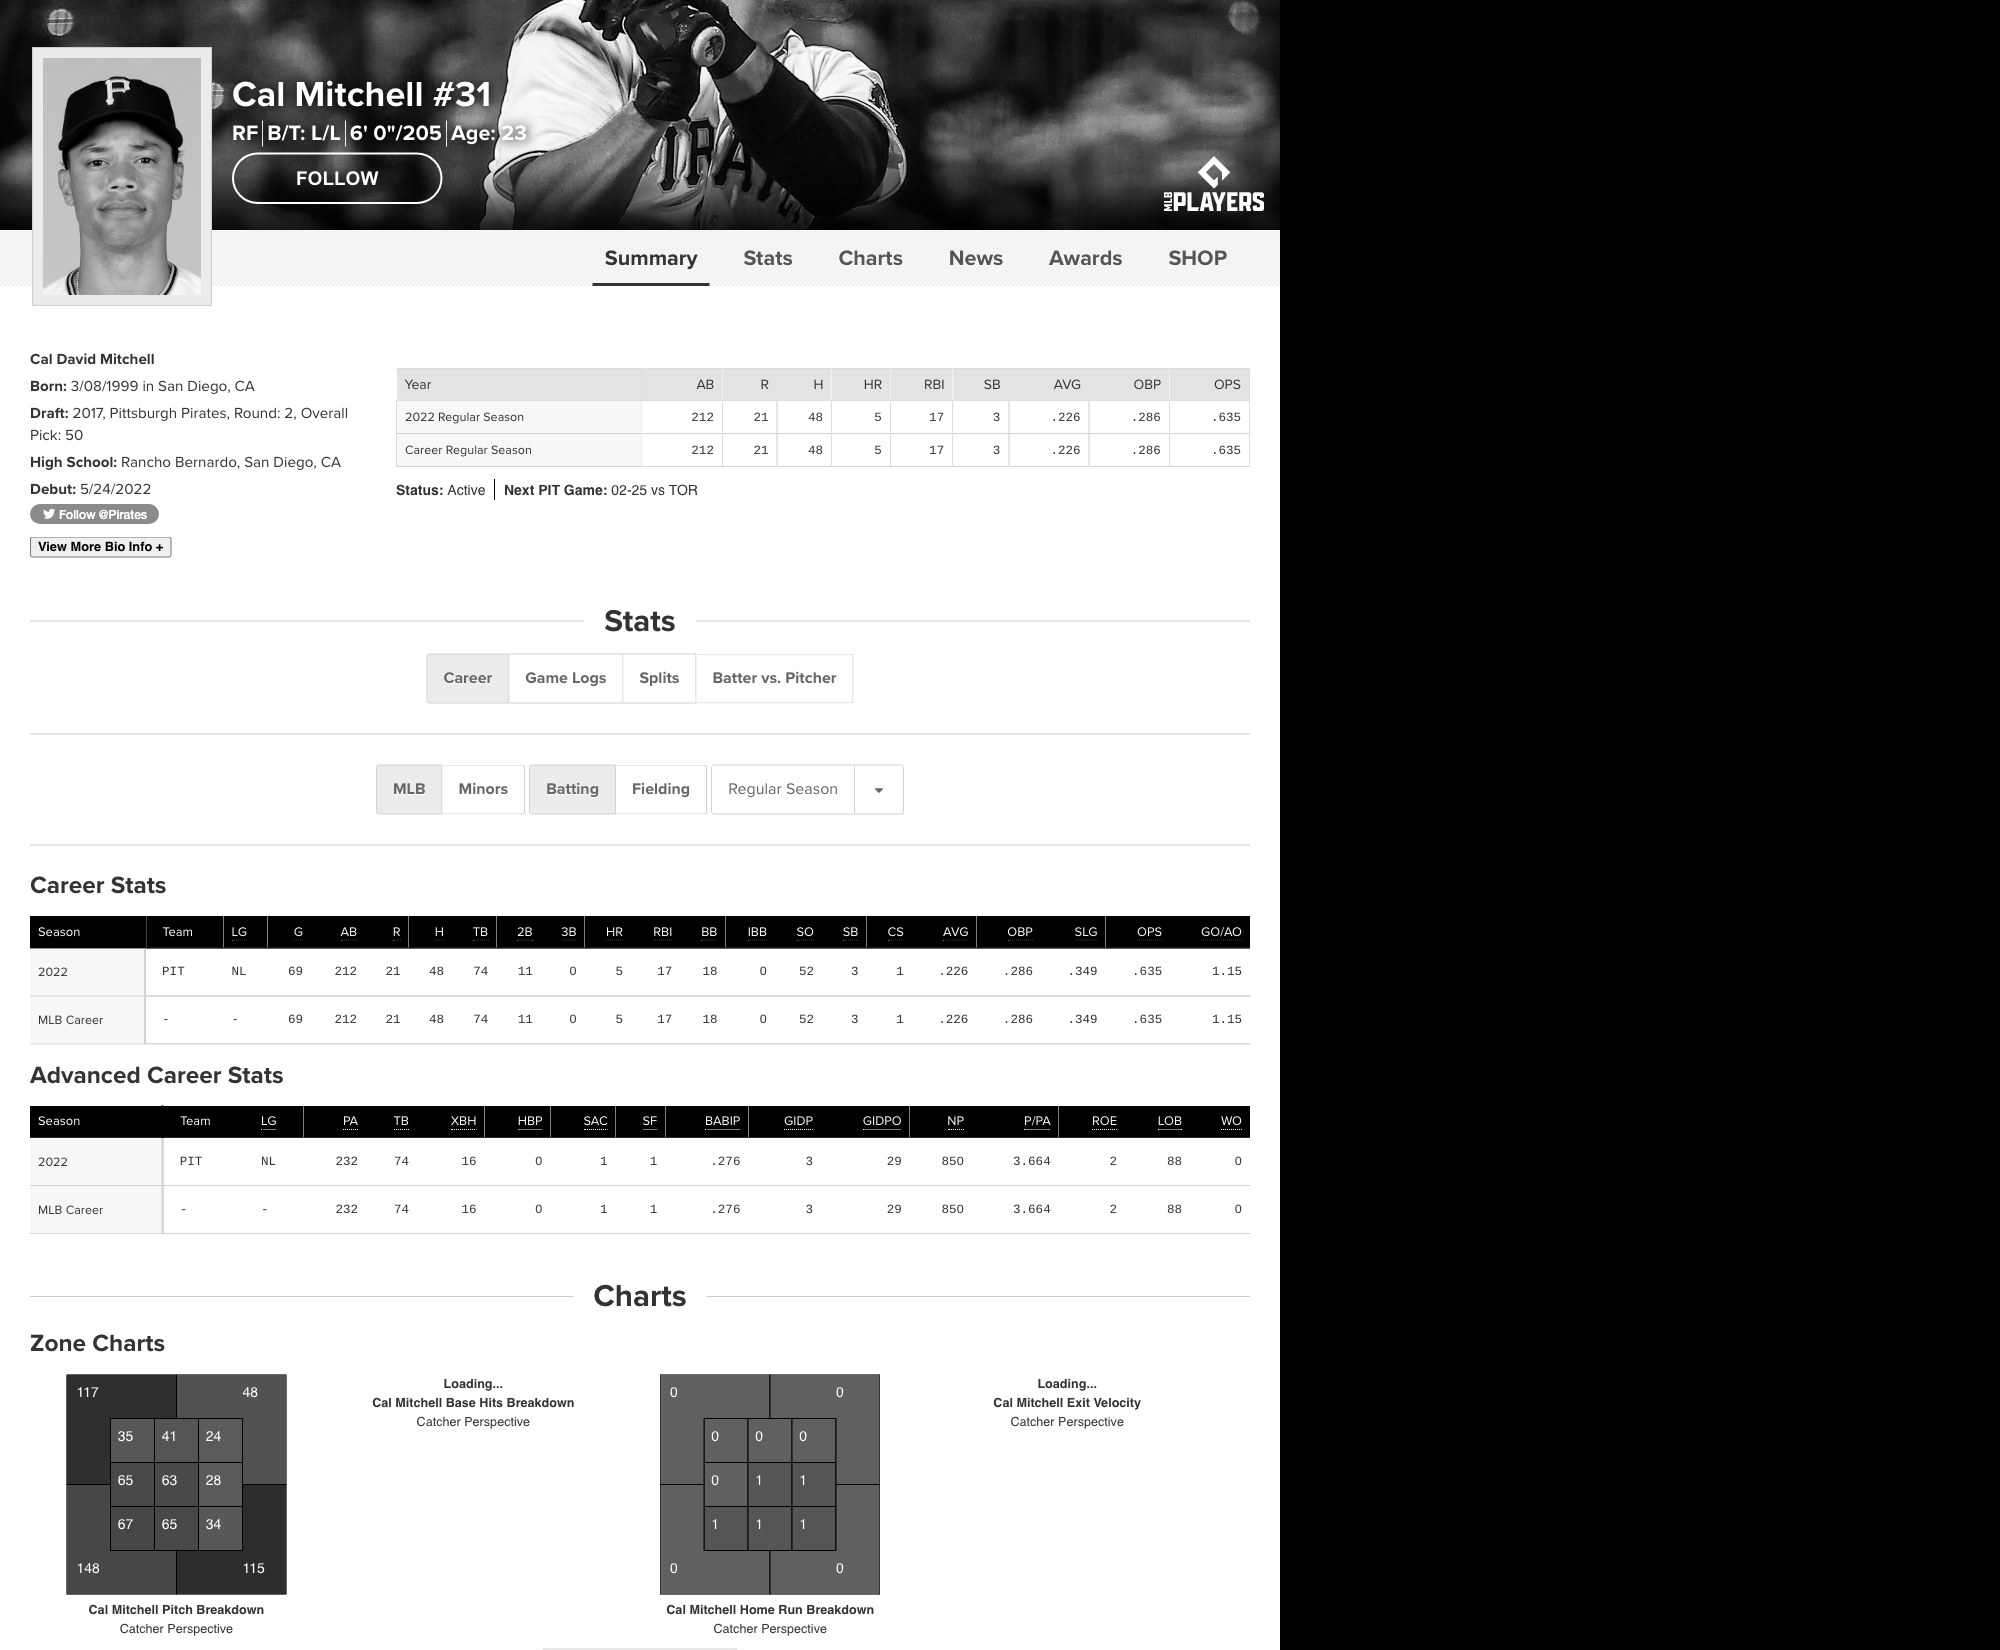 Cal Mitchell #31
RF B/T: L/L 6' 0"/205 Age: 23
FOLLOW
MLB PLAYERS
Summary Stats Charts News Awards SHOP
Cal David Mitchell
Born: 3/08/1999 in San Diego, CA
Draft: 2017, Pittsburgh Pirates, Round: 2, Overall
Pick: 50
High School: Rancho Bernardo, San Diego, CA
Debut: 5/24/2022
Follow @Pirates
View More Bio Info +
Year AB R H HR RBI SB AVG OBP OPS
2022 Regular Season 212 21 48 5 17 3 .226 .286 .635
Career Regular Season 212 21 48 5 17 3 .226 .286 .635
Status: Active Next PIT Game: 02-25 vs TOR
Stats
Career Game Logs Splits Batter vs. Pitcher
MLB Minors Batting Fielding Regular Season
Career Stats
Season Team LG G AB R H TB 2B 3B HR RBI BB IBB SO SB CS AVG OBP SLG OPS GO/AO
2022 PIT NL 69 212 21 48 74 11 0 5 17 18 0 52 3 1 .226 .286 .349 .635 1.15
MLB Career - - 69 212 21 48 74 11 0 5 17 18 0 52 3 1 .226 .286 .349 .635 1.15
Advanced Career Stats
Season Team LG PA TB XBH HBP SAC SF BABIP GIDP GIDPO NP P/PA ROE LOB WO
2022 PIT NL 232 74 16 0 1 1 .276 3 29 850 3.664 2 88 0
MLB Career - - 232 74 16 0 1 1 .276 3 29 850 3.664 2 88 0
Charts
Zone Charts
117 48
35 41 24
65 63 28
67 65 34
148 115
Cal Mitchell Pitch Breakdown
Catcher Perspective
Loading...
Cal Mitchell Base Hits Breakdown
Catcher Perspective
0 0
0 0 0
0 1 1
1 1 1
0 0
Cal Mitchell Home Run Breakdown
Catcher Perspective
Loading...
Cal Mitchell Exit Velocity
Catcher Perspective